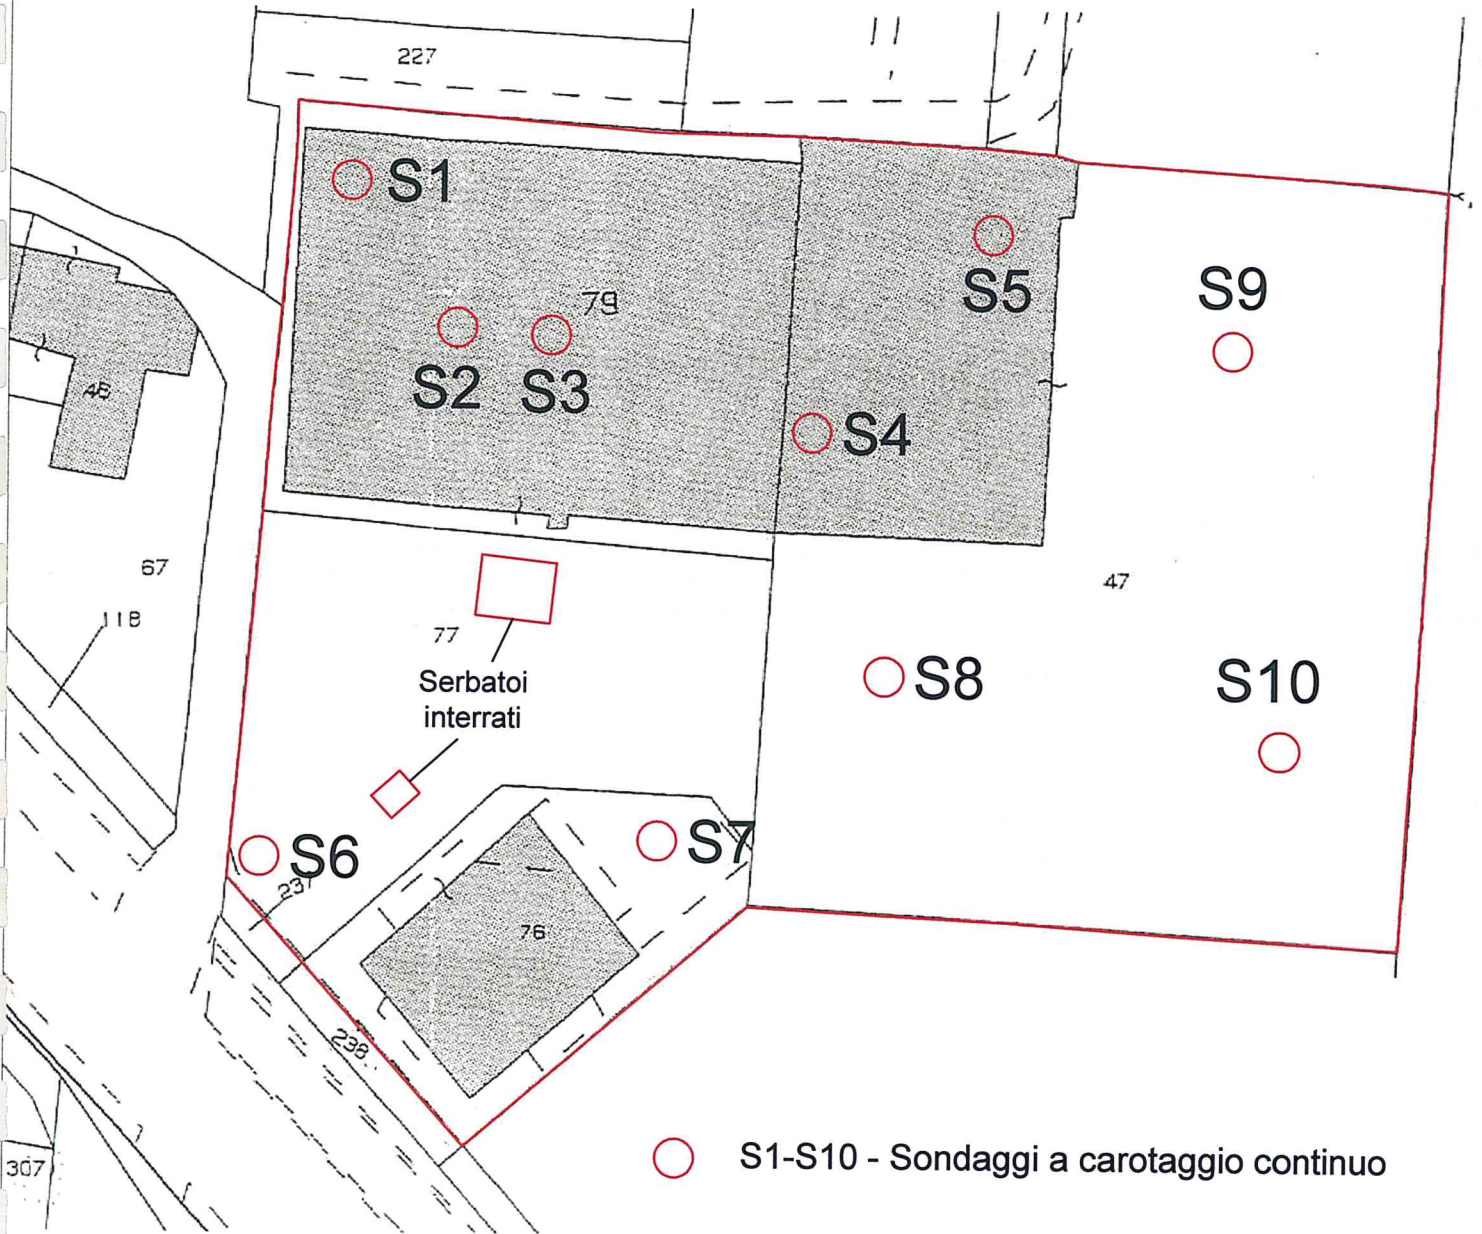 227
S1
S5
S9
79
S2
S3
48
S4
67
47
118
77
Serbatoi
interrati
S8
S10
S7
S6
237
76
238
S1-S10 - Sondaggi a carotaggio continuo
307